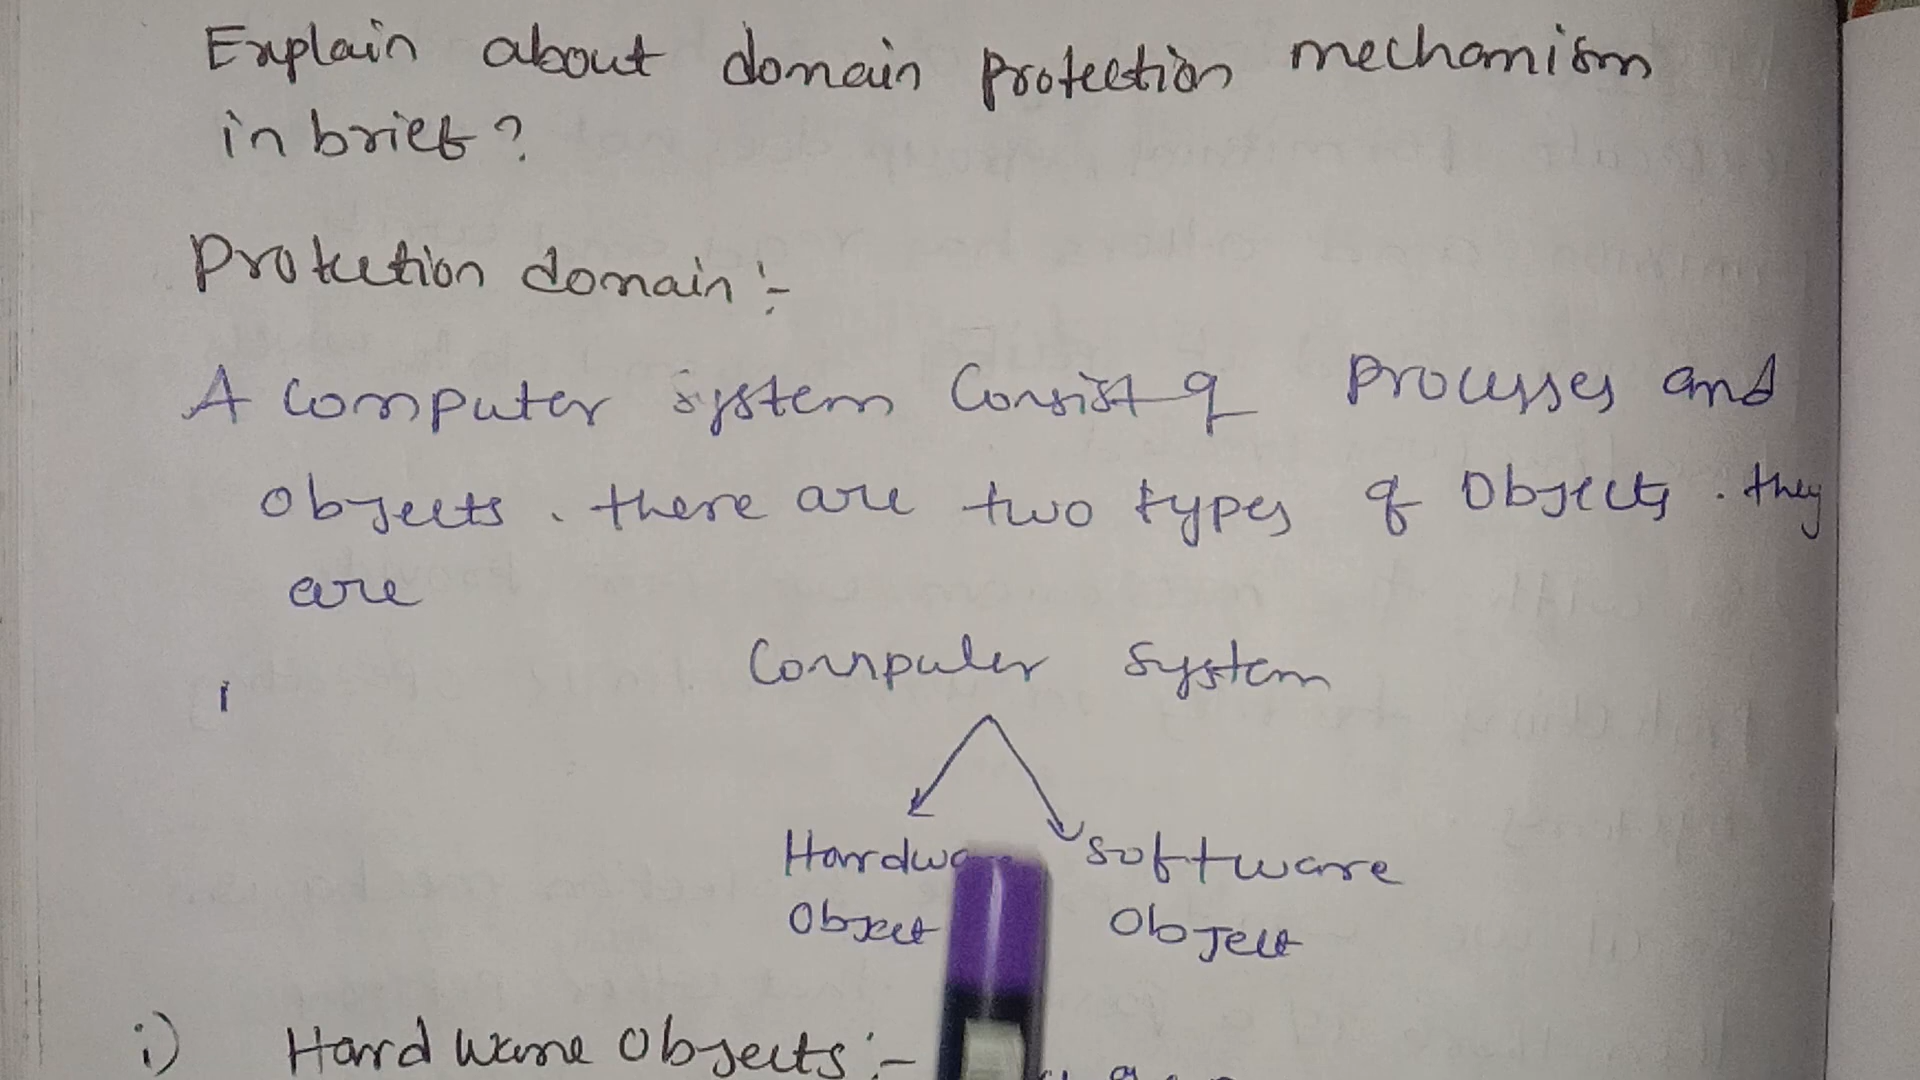 Explain about domain protection mechanism
in brief?
Protection domain:-
A computer system consist of processes and
objects. there are two types of objects. they
are
Computer system
Hardware Software
Object Object
i) Hardware Objects:-